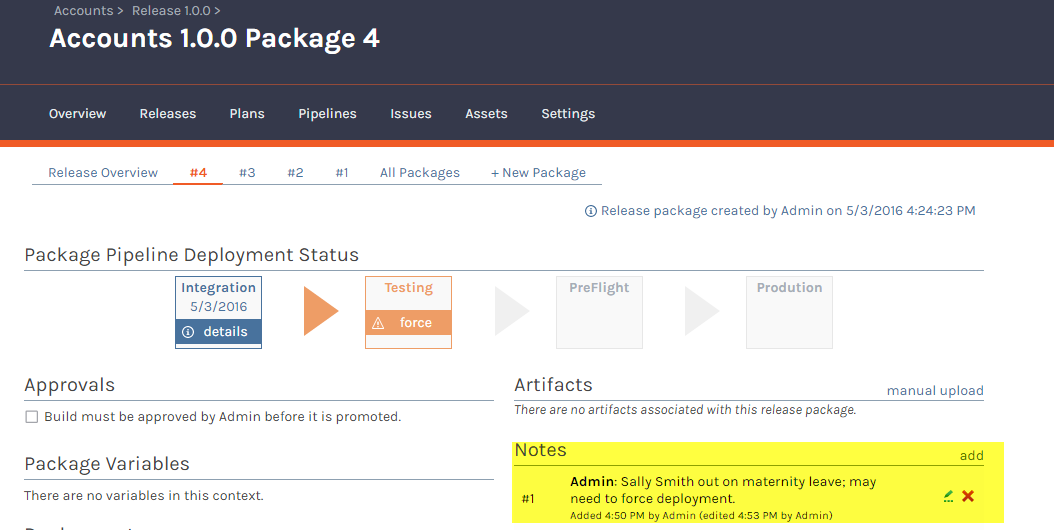 Accounts > Release 1.0.0 >
Accounts 1.0.0 Package 4
Overview Releases Plans Pipelines Issues Assets Settings
Release Overview #4 #3 #2 #1 All Packages + New Package
Release package created by Admin on 5/3/2016 4:24:23 PM
Package Pipeline Deployment Status
Integration Testing PreFlight Prodution
5/3/2016
details force
Approvals
Build must be approved by Admin before it is promoted.
Package Variables
There are no variables in this context.
Artifacts manual upload
There are no artifacts associated with this release package.
Notes add
#1 Admin: Sally Smith out on maternity leave; may
need to force deployment.
Added 4:50 PM by Admin (edited 4:53 PM by Admin)